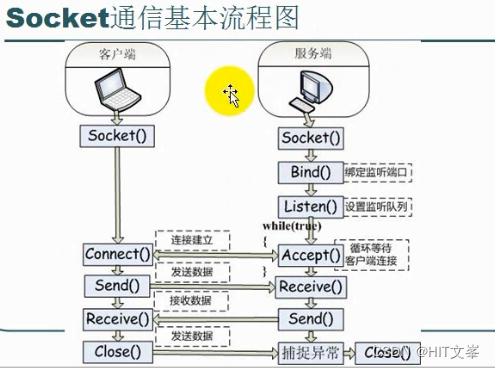 Socket通信基本流程图
客户端
服务端
Socket()
Socket()
Bind()
绑定监听端口
Listen()
设置监听队列
while(true)
{
连接建立
Connect()
Accept()
循环等待
客户端连接
发送数据
}
Send()
Receive()
接收数据
Receive()
Send()
发送数据
Close()
捕捉异常
Close()
CSDN @HIT文峯